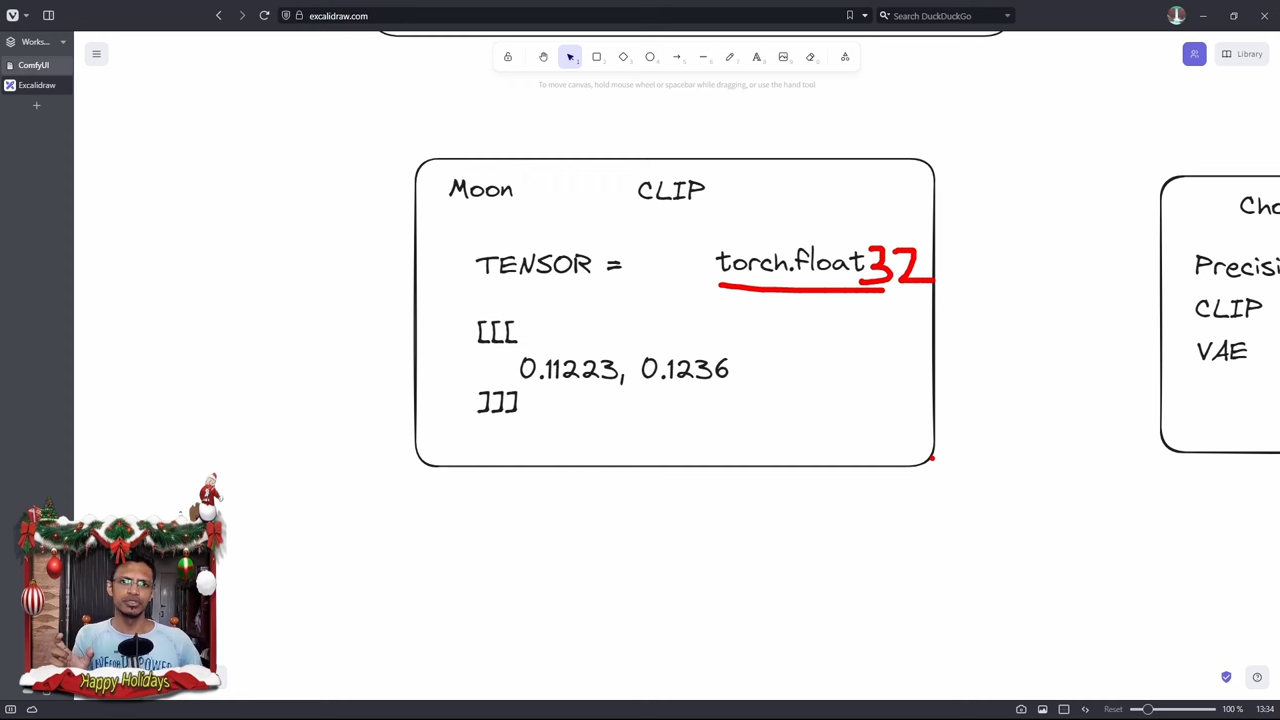 excalidraw.com
Search DuckDuckGo
Works...
ComfyUI
Excalidraw
Library
To move canvas, hold mouse wheel or spacebar while dragging, or use the hand tool
Moon CLIP
TENSOR = torch.float32
[[[
0.11223, 0.1236
]]]
Cho
Precisi
CLIP
VAE
Happy Holidays
Reset 100 % 13:34